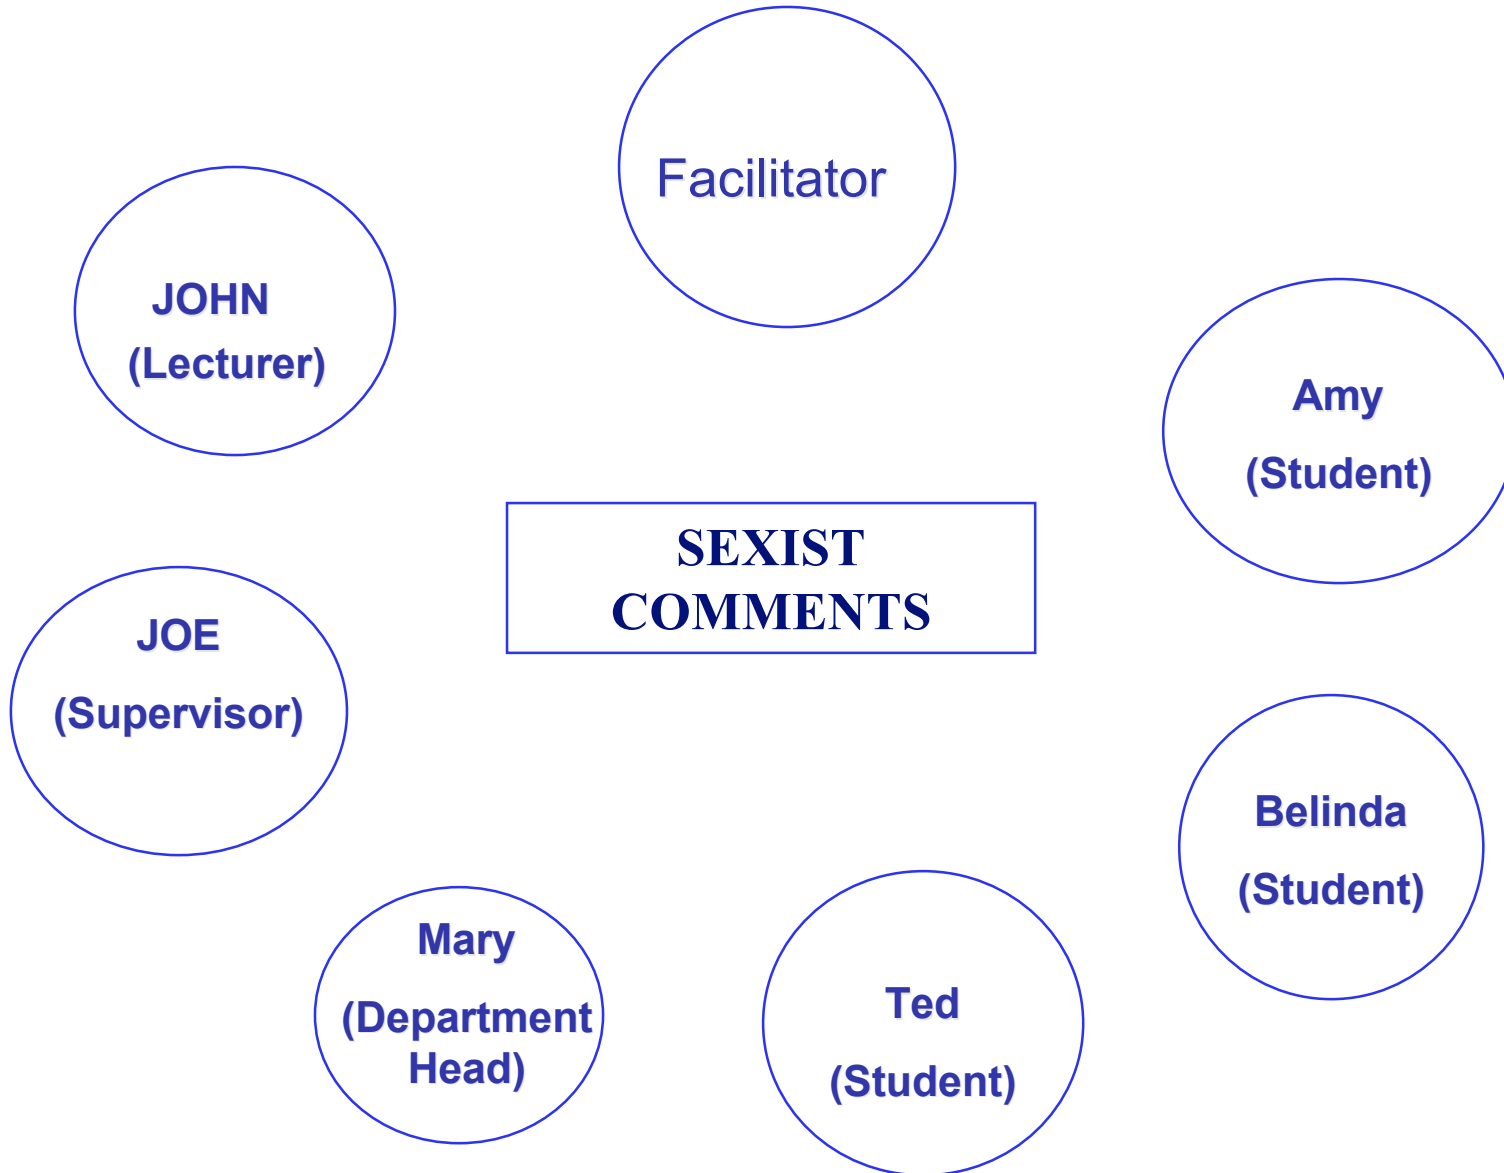 Facilitator
JOHN
(Lecturer)
Amy
(Student)
SEXIST
COMMENTS
JOE
(Supervisor)
Belinda
(Student)
Mary
(Department
Head)
Ted
(Student)